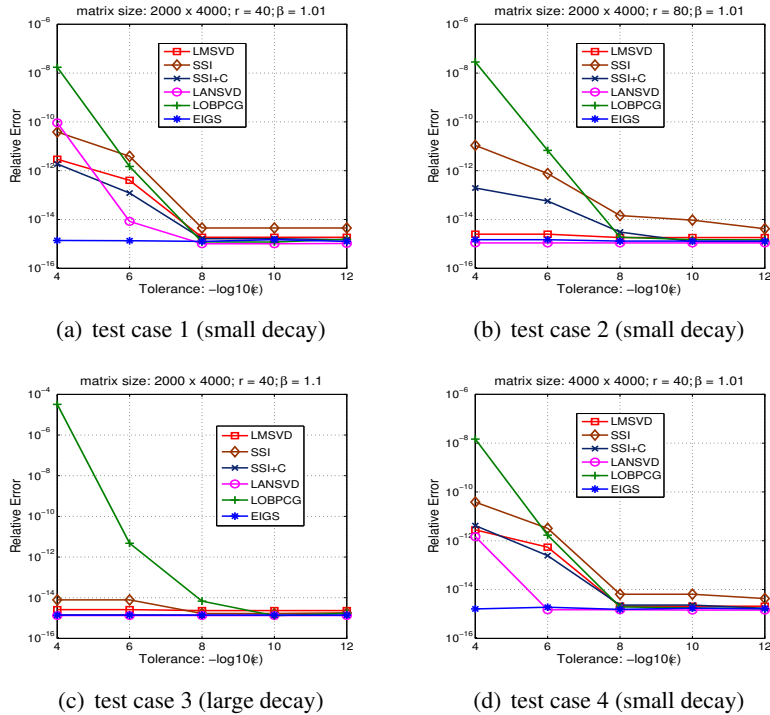 matrix size: 2000 x 4000; r = 40; β = 1.01
Relative Error
10^-6
10^-8
10^-10
10^-12
10^-14
10^-16
LMSVD
SSI
SSI+C
LANSVD
LOBPCG
EIGS
4 6 8 10 12
Tolerance: -log10(ε)
(a) test case 1 (small decay)
matrix size: 2000 x 4000; r = 80; β = 1.01
Relative Error
10^-6
10^-8
10^-10
10^-12
10^-14
10^-16
LMSVD
SSI
SSI+C
LANSVD
LOBPCG
EIGS
4 6 8 10 12
Tolerance: -log10(ε)
(b) test case 2 (small decay)
matrix size: 2000 x 4000; r = 40; β = 1.1
Relative Error
10^-4
10^-6
10^-8
10^-10
10^-12
10^-14
10^-16
LMSVD
SSI
SSI+C
LANSVD
LOBPCG
EIGS
4 6 8 10 12
Tolerance: -log10(ε)
(c) test case 3 (large decay)
matrix size: 4000 x 4000; r = 40; β = 1.01
Relative Error
10^-6
10^-8
10^-10
10^-12
10^-14
10^-16
LMSVD
SSI
SSI+C
LANSVD
LOBPCG
EIGS
4 6 8 10 12
Tolerance: -log10(ε)
(d) test case 4 (small decay)